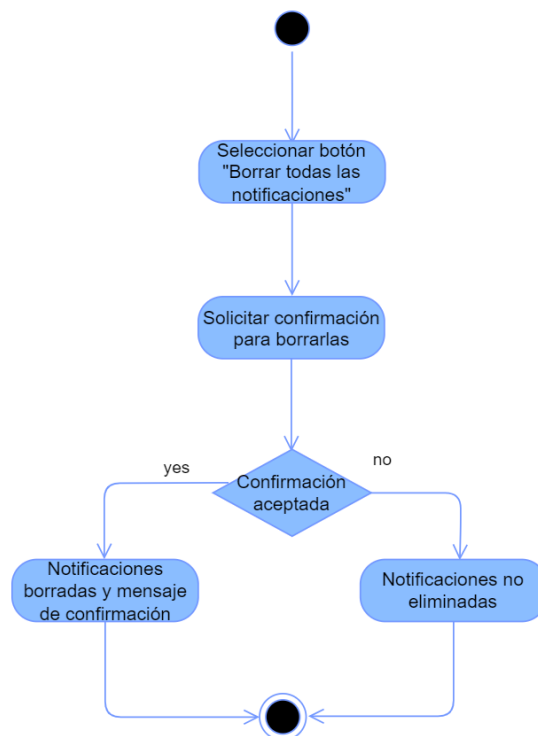 Seleccionar botón
"Borrar todas las
notificaciones"
Solicitar confirmación
para borrarlas
yes
no
Confirmación
aceptada
Notificaciones
borradas y mensaje
de confirmación
Notificaciones no
eliminadas